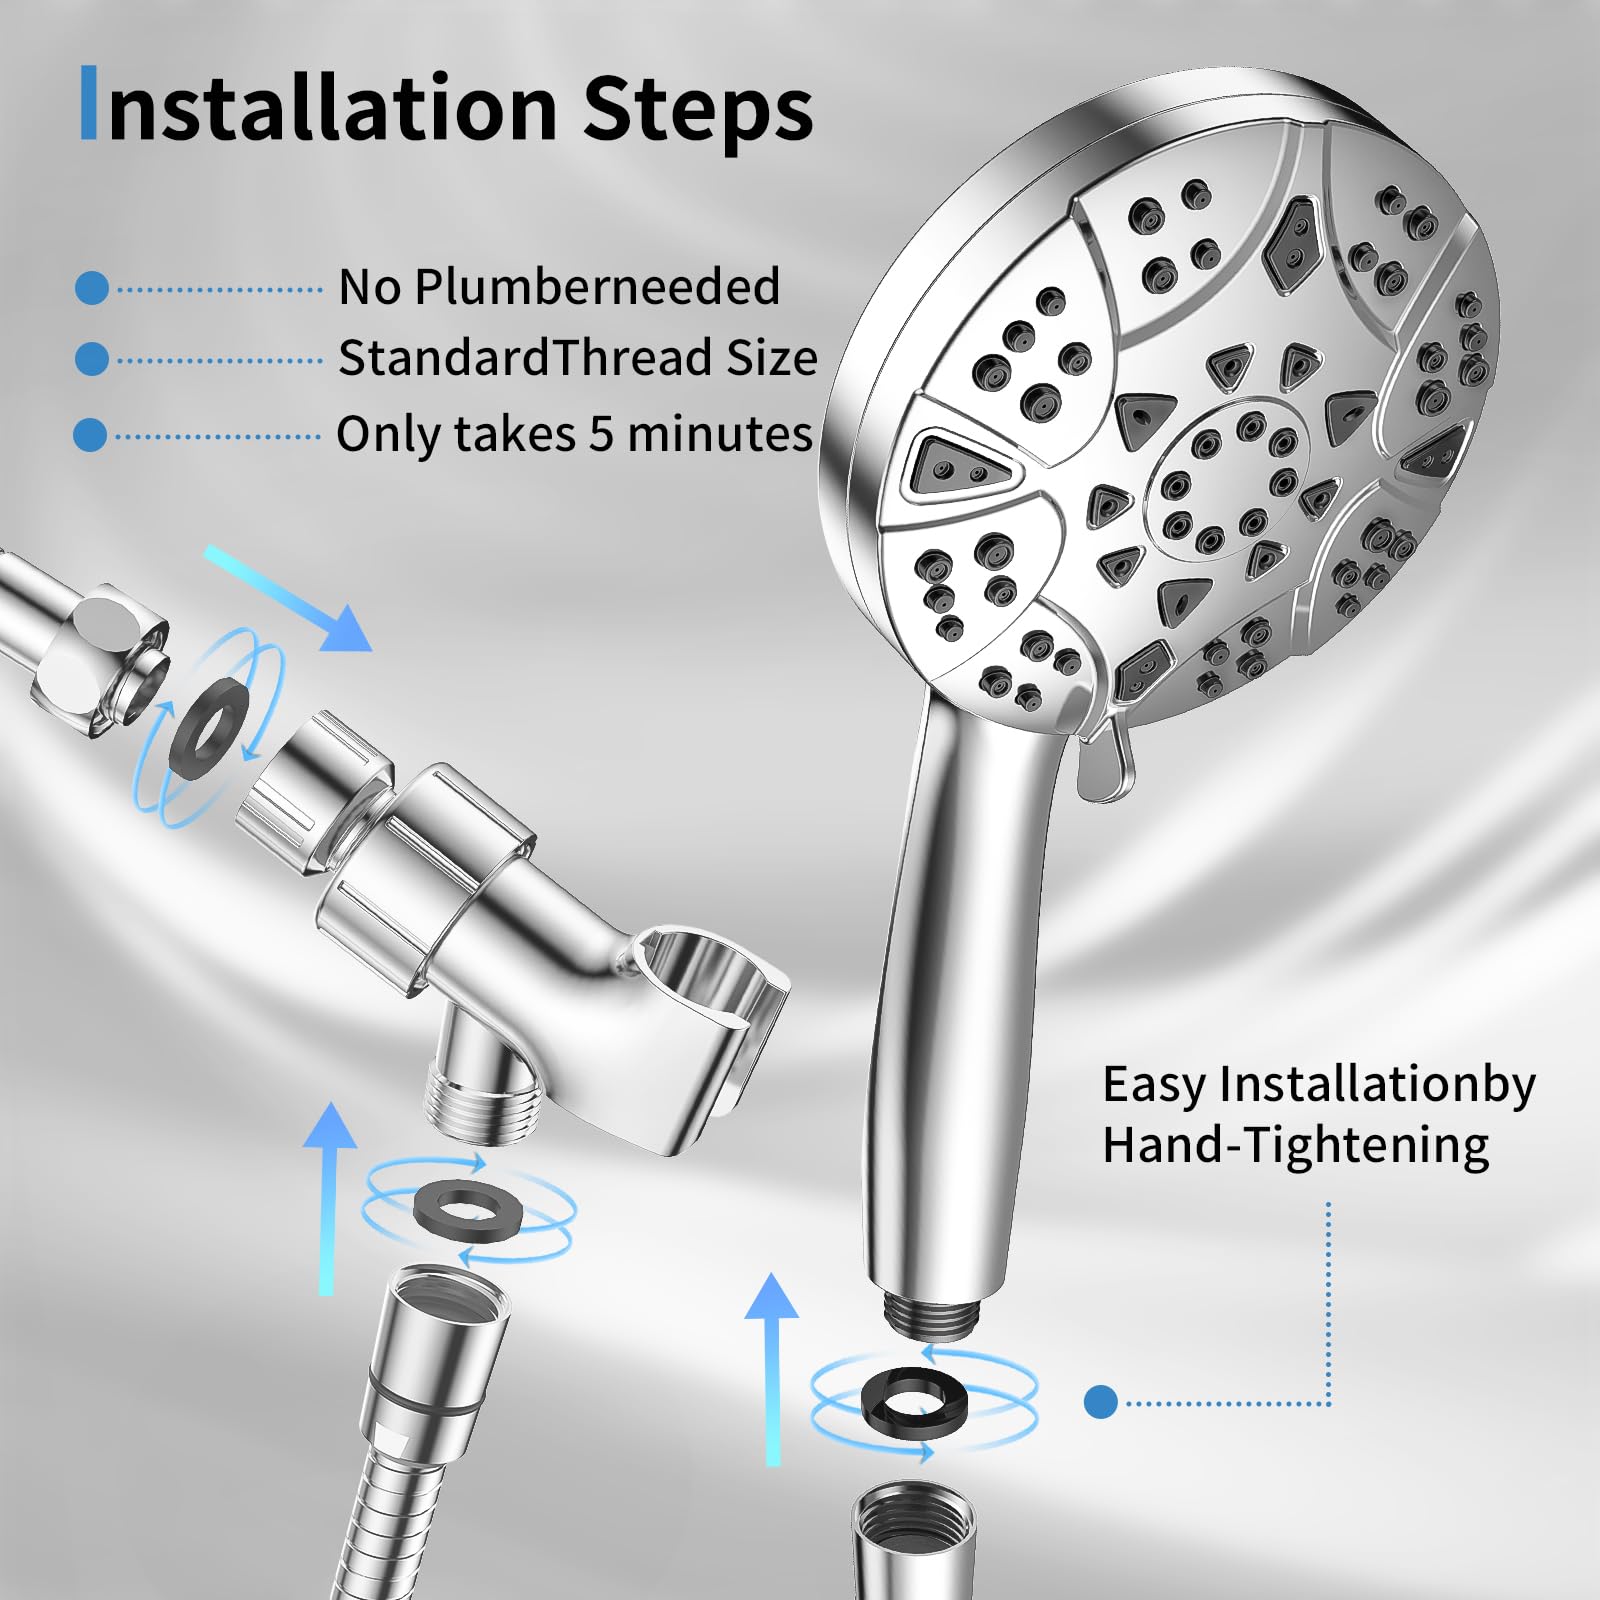 Installation Steps
No Plumberneeded
StandardThread Size
Only takes 5 minutes
Easy Installationby
Hand-Tightening